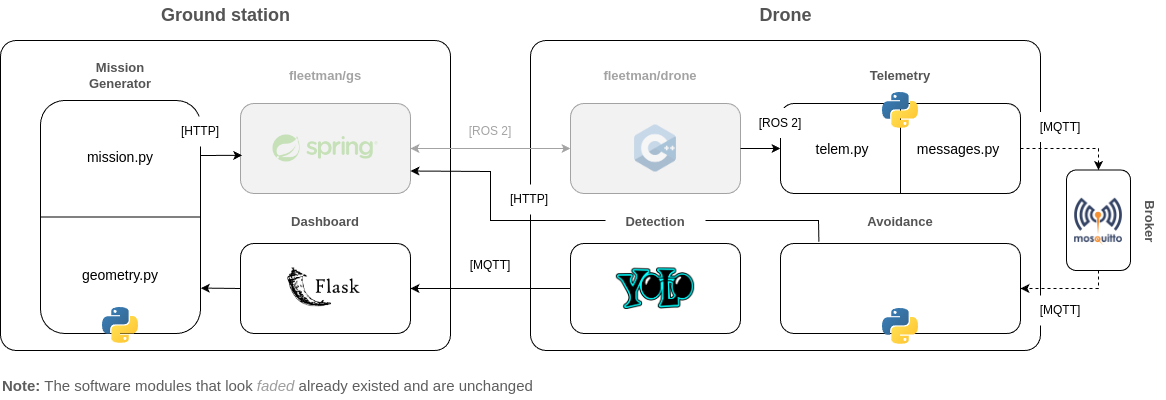 Ground station
Drone
Mission
Generator
fleetman/gs
fleetman/drone
Telemetry
[HTTP]
[ROS 2]
[ROS 2]
[MQTT]
mission.py
spring
C++
telem.py
messages.py
[HTTP]
mosquitto
Broker
Dashboard
Detection
Avoidance
geometry.py
Flask
[MQTT]
YOLO
[MQTT]
Note: The software modules that look faded already existed and are unchanged